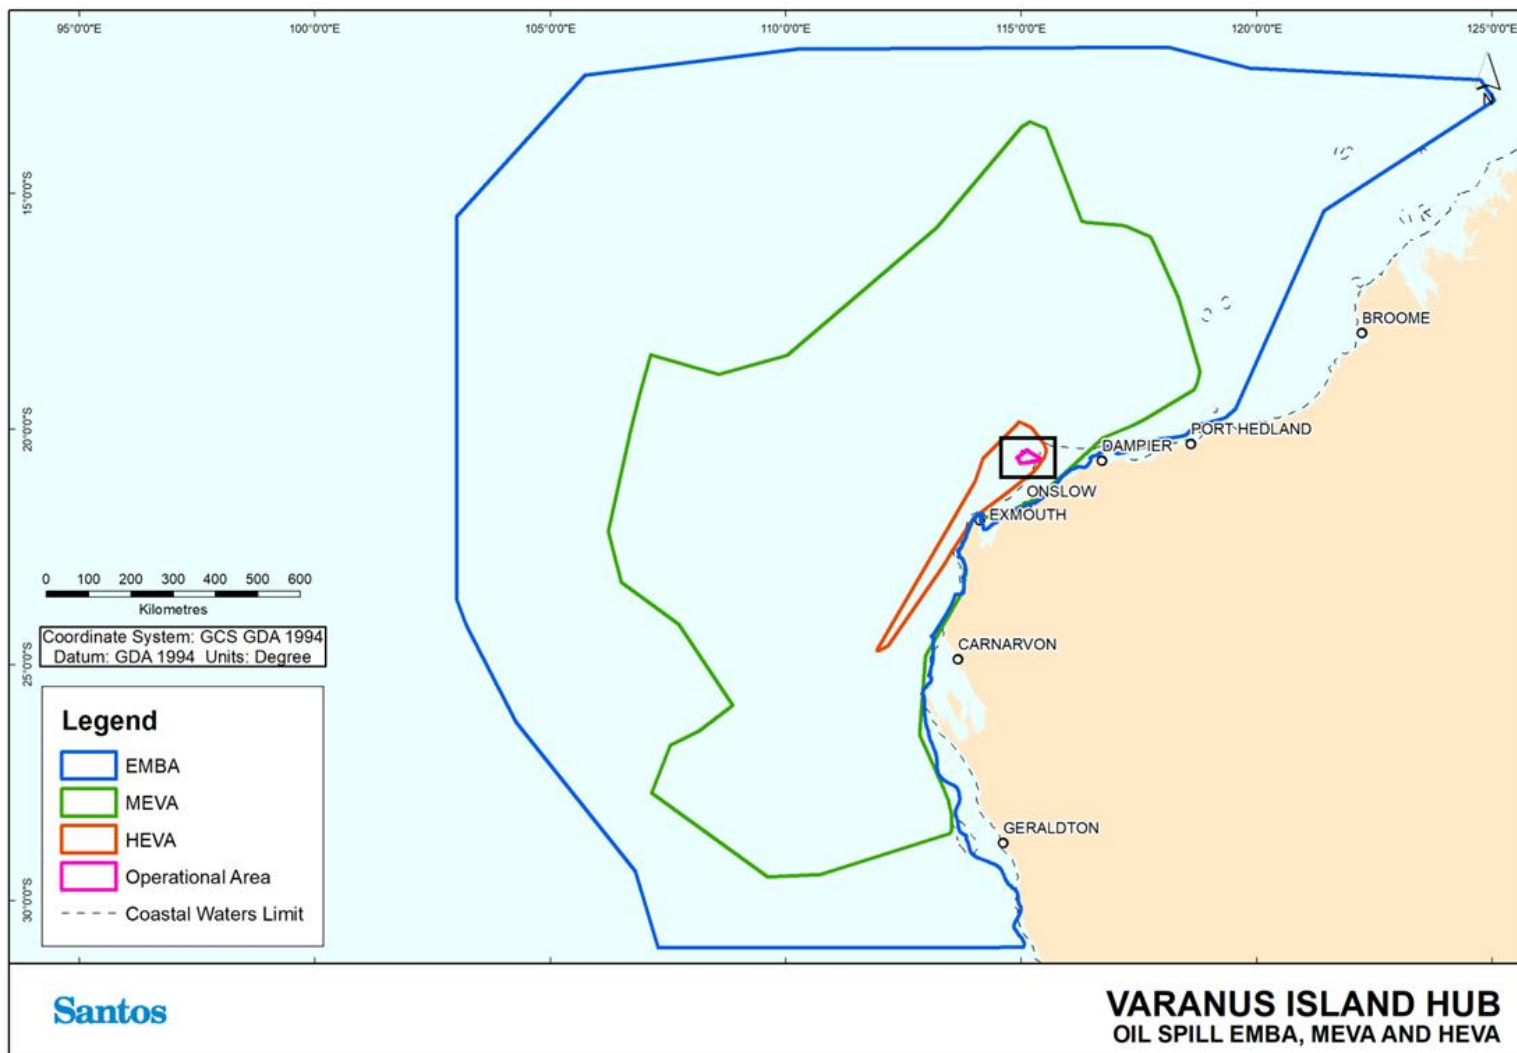 95°0'0"E
100°0'0"E
105°0'0"E
110°0'0"E
115°0'0"E
120°0'0"E
125°0'0"E
N
15°0'0"S
20°0'0"S
25°0'0"S
30°0'0"S
BROOME
PORT HEDLAND
DAMPIER
ONSLOW
EXMOUTH
CARNARVON
GERALDTON
0 100 200 300 400 500 600
Kilometres
Coordinate System: GCS GDA 1994
Datum: GDA 1994 Units: Degree
Legend
EMBA
MEVA
HEVA
Operational Area
Coastal Waters Limit
Santos
VARANUS ISLAND HUB
OIL SPILL EMBA, MEVA AND HEVA